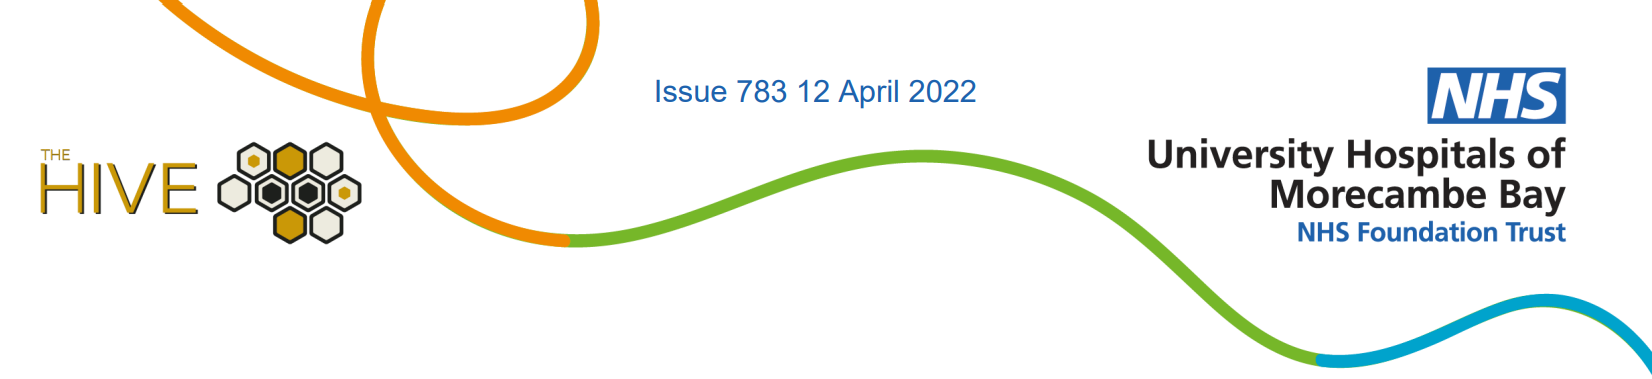 Issue 783 12 April 2022
THE
HIVE
NHS
University Hospitals of
Morecambe Bay
NHS Foundation Trust